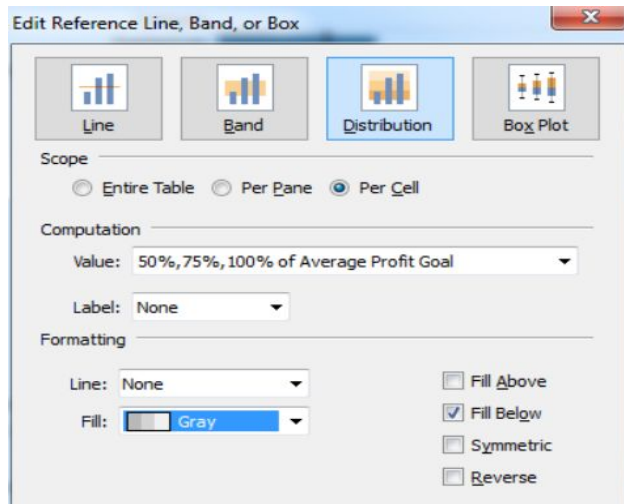 Edit Reference Line, Band, or Box
Line Band Distribution Box Plot
Scope
Entire Table Per Pane Per Cell
Computation
Value: 50%,75%,100% of Average Profit Goal
Label: None
Formatting
Line: None
Fill: Gray
Fill Above
Fill Below
Symmetric
Reverse